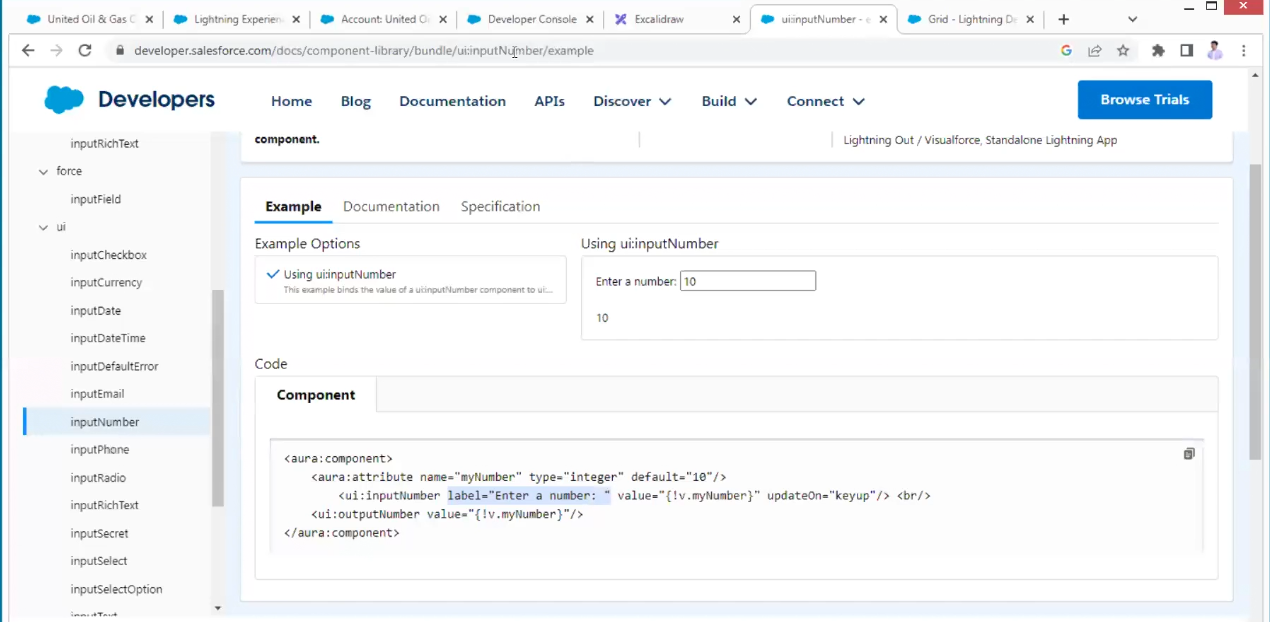 United Oil & Gas C
Lightning Experien
Account: United O
Developer Console
Excalidraw
ui:inputNumber - e
Grid - Lightning De
developer.salesforce.com/docs/component-library/bundle/ui:inputNumber/example
Developers
Home
Blog
Documentation
APIs
Discover
Build
Connect
Browse Trials
inputRichText
force
inputField
ui
inputCheckbox
inputCurrency
inputDate
inputDateTime
inputDefaultError
inputEmail
inputNumber
inputPhone
inputRadio
inputRichText
inputSecret
inputSelect
inputSelectOption
inputText
component.
Lightning Out / Visualforce, Standalone Lightning App
Example
Documentation
Specification
Example Options
Using ui:inputNumber
This example binds the value of a ui:inputNumber component to ui:...
Using ui:inputNumber
Enter a number: 10
10
Code
Component
<aura:component>
<aura:attribute name="myNumber" type="integer" default="10"/>
<ui:inputNumber label="Enter a number: " value="{!v.myNumber}" updateOn="keyup"/> <br/>
<ui:outputNumber value="{!v.myNumber}"/>
</aura:component>